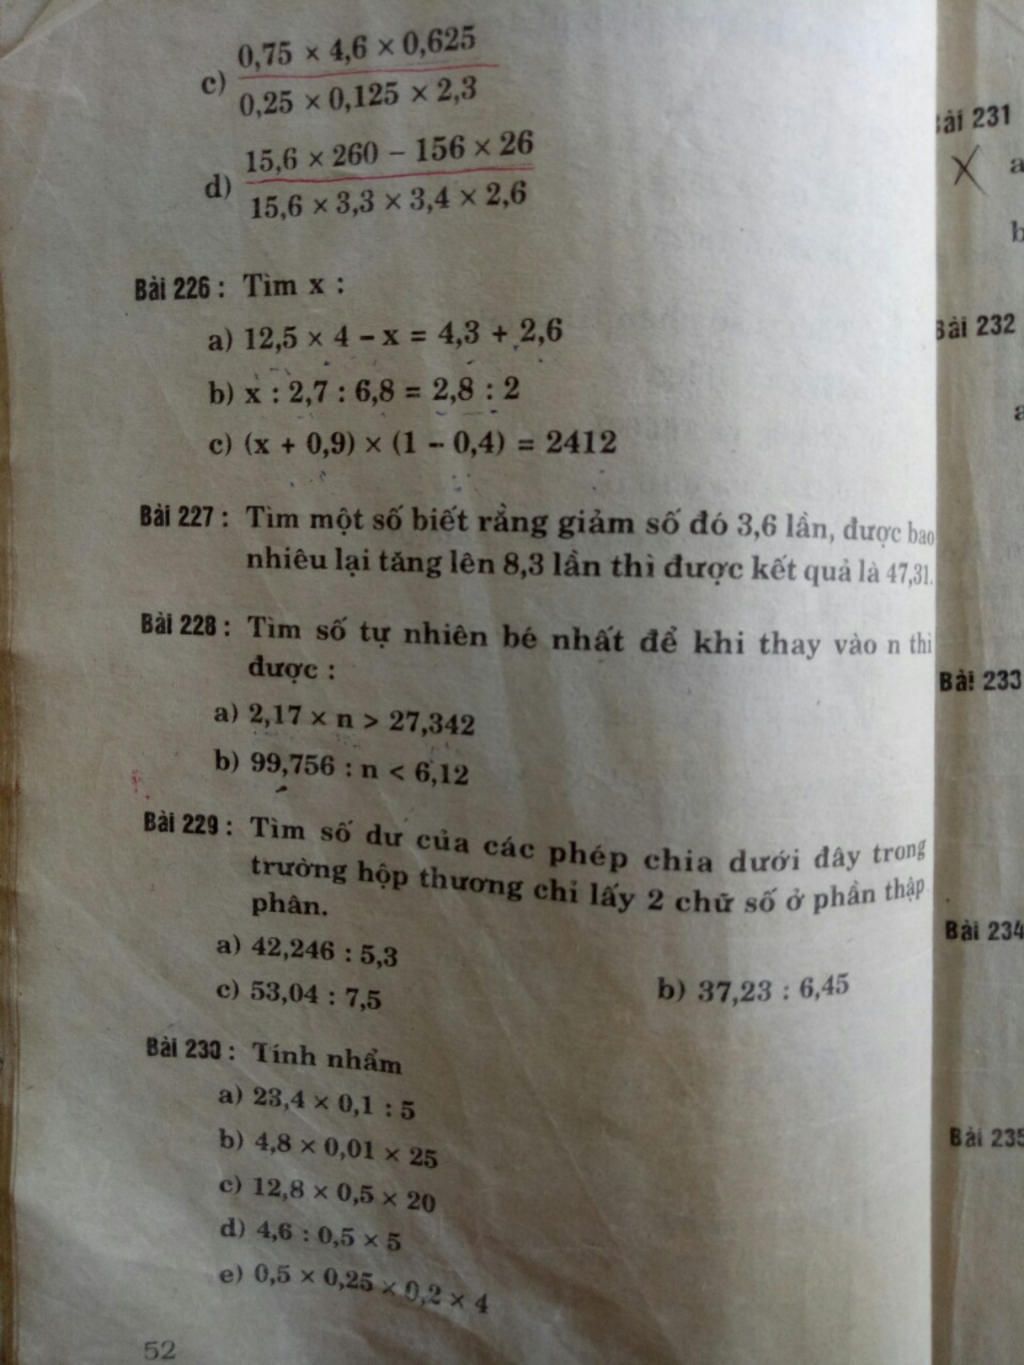 c) 0,75 × 4,6 × 0,625
0,25 × 0,125 × 2,3
d) 15,6 × 260 – 156 × 26
15,6 × 3,3 × 3,4 × 2,6
Bài 226 : Tìm x :
a) 12,5 × 4 – x = 4,3 + 2,6
b) x : 2,7 : 6,8 = 2,8 : 2
c) (x + 0,9) × (1 – 0,4) = 2412
Bài 227 : Tìm một số biết rằng giảm số đó 3,6 lần, được bao
nhiêu lại tăng lên 8,3 lần thì được kết quả là 47,31.
Bài 228 : Tìm số tự nhiên bé nhất để khi thay vào n thì
được :
a) 2,17 × n > 27,342
b) 99,756 : n < 6,12
Bài 229 : Tìm số dư của các phép chia dưới đây trong
trường hộp thương chỉ lấy 2 chữ số ở phần thập
phân.
a) 42,246 : 5,3
b) 37,23 : 6,45
c) 53,04 : 7,5
Bài 230 : Tính nhẩm
a) 23,4 × 0,1 : 5
b) 4,8 × 0,01 × 25
c) 12,8 × 0,5 × 20
d) 4,6 : 0,5 × 5
e) 0,5 × 0,25 × 0,2 × 4
52
Bài 231
a
b
Bài 232
a
Bài 233
Bài 234
Bài 235